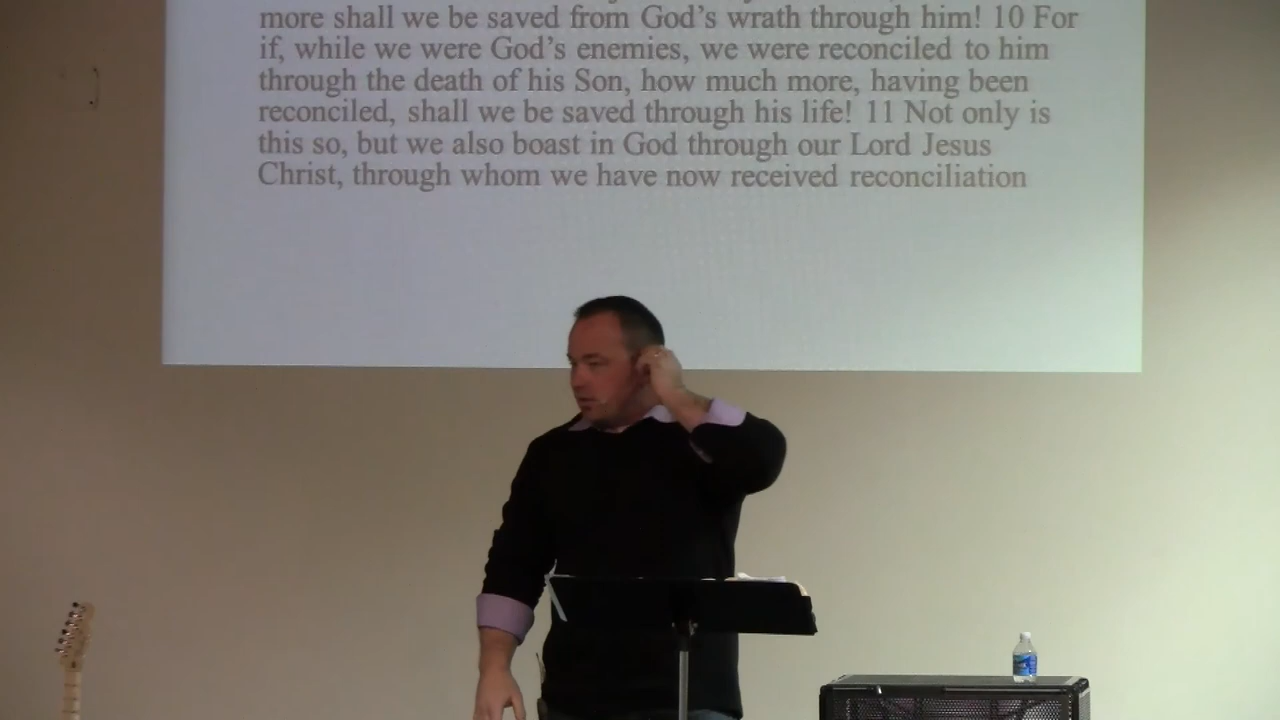 more shall we be saved from God’s wrath through him! 10 For
if, while we were God’s enemies, we were reconciled to him
through the death of his Son, how much more, having been
reconciled, shall we be saved through his life! 11 Not only is
this so, but we also boast in God through our Lord Jesus
Christ, through whom we have now received reconciliation